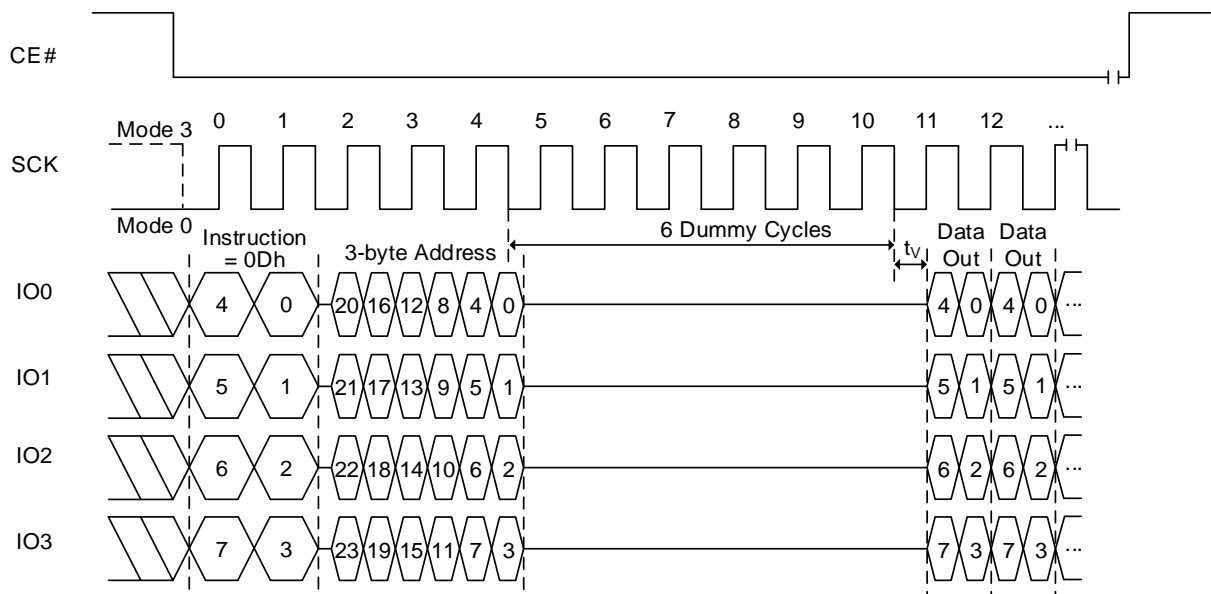 CE#
Mode 3 0 1 2 3 4 5 6 7 8 9 10 11 12 ...
SCK
Mode 0
Instruction = 0Dh
3-byte Address
6 Dummy Cycles
tV
Data Out
Data Out
IO0 4 0 20 16 12 8 4 0 4 0 4 0 ...
IO1 5 1 21 17 13 9 5 1 5 1 5 1 ...
IO2 6 2 22 18 14 10 6 2 6 2 6 2 ...
IO3 7 3 23 19 15 11 7 3 7 3 7 3 ...